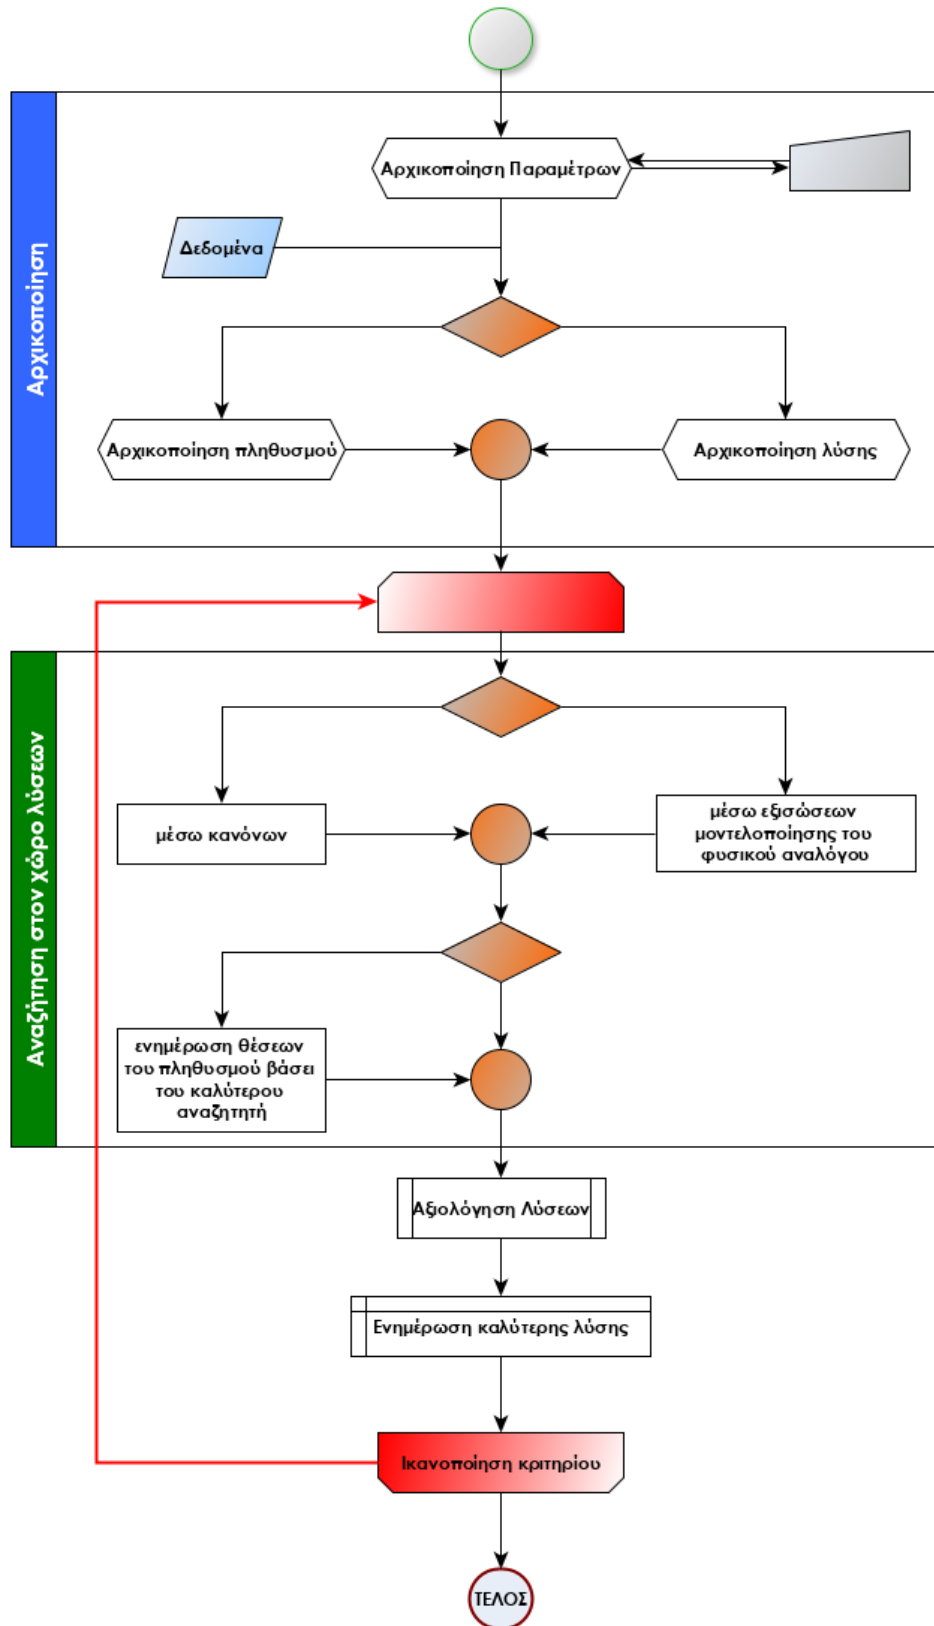 Αρχικοποίηση
Αρχικοποίηση Παραμέτρων
Δεδομένα
Αρχικοποίηση πληθυσμού
Αρχικοποίηση λύσης
Αναζήτηση στον χώρο λύσεων
μέσω κανόνων
μέσω εξισώσεων
μοντελοποίησης του
φυσικού αναλόγου
ενημέρωση θέσεων
του πληθυσμού βάσει
του καλύτερου
αναζητητή
Αξιολόγηση Λύσεων
Ενημέρωση καλύτερης λύσης
Ικανοποίηση κριτηρίου
ΤΕΛΟΣ